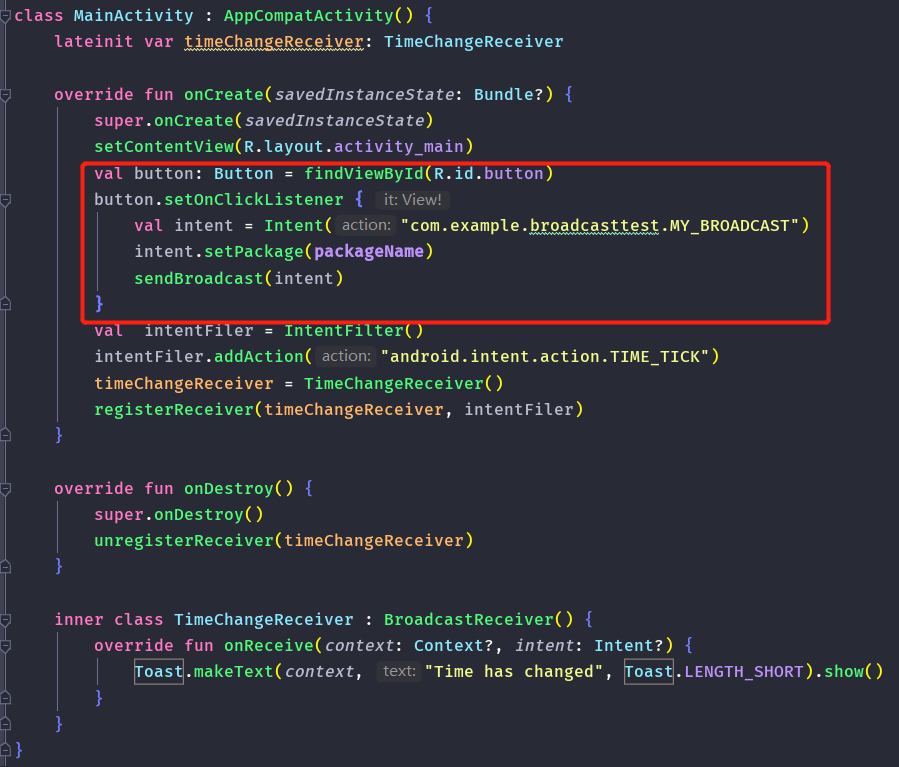 class MainActivity : AppCompatActivity() {
lateinit var timeChangeReceiver: TimeChangeReceiver
override fun onCreate(savedInstanceState: Bundle?) {
super.onCreate(savedInstanceState)
setContentView(R.layout.activity_main)
val button: Button = findViewById(R.id.button)
button.setOnClickListener { it: View!
val intent = Intent( action: "com.example.broadcasttest.MY_BROADCAST")
intent.setPackage(packageName)
sendBroadcast(intent)
}
val  intentFiler = IntentFilter()
intentFiler.addAction( action: "android.intent.action.TIME_TICK")
timeChangeReceiver = TimeChangeReceiver()
registerReceiver(timeChangeReceiver, intentFiler)
}
override fun onDestroy() {
super.onDestroy()
unregisterReceiver(timeChangeReceiver)
}
inner class TimeChangeReceiver : BroadcastReceiver() {
override fun onReceive(context: Context?, intent: Intent?) {
Toast.makeText(context, text: "Time has changed", Toast.LENGTH_SHORT).show()
}
}
}